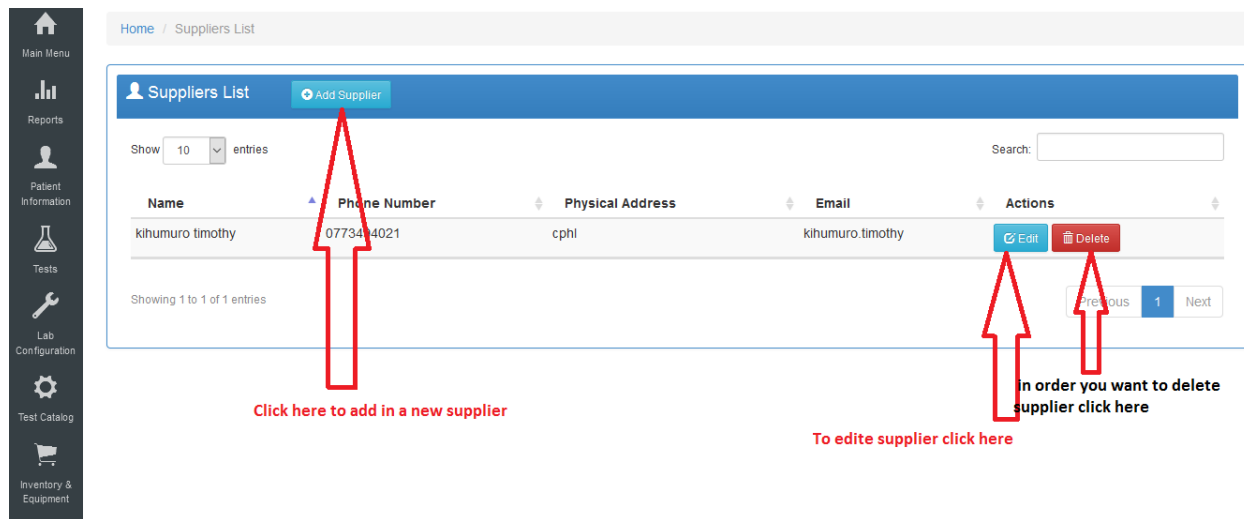 Main Menu
Reports
Patient
Information
Tests
Lab
Configuration
Test Catalog
Inventory &
Equipment
Home / Suppliers List
Suppliers List Add Supplier
Show 10 entries Search:
Name Phone Number Physical Address Email Actions
kihumuro timothy 0773494021 cphl kihumuro.timothy Edit Delete
Showing 1 to 1 of 1 entries Previous 1 Next
Click here to add in a new supplier
in order you want to delete
supplier click here
To edite supplier click here